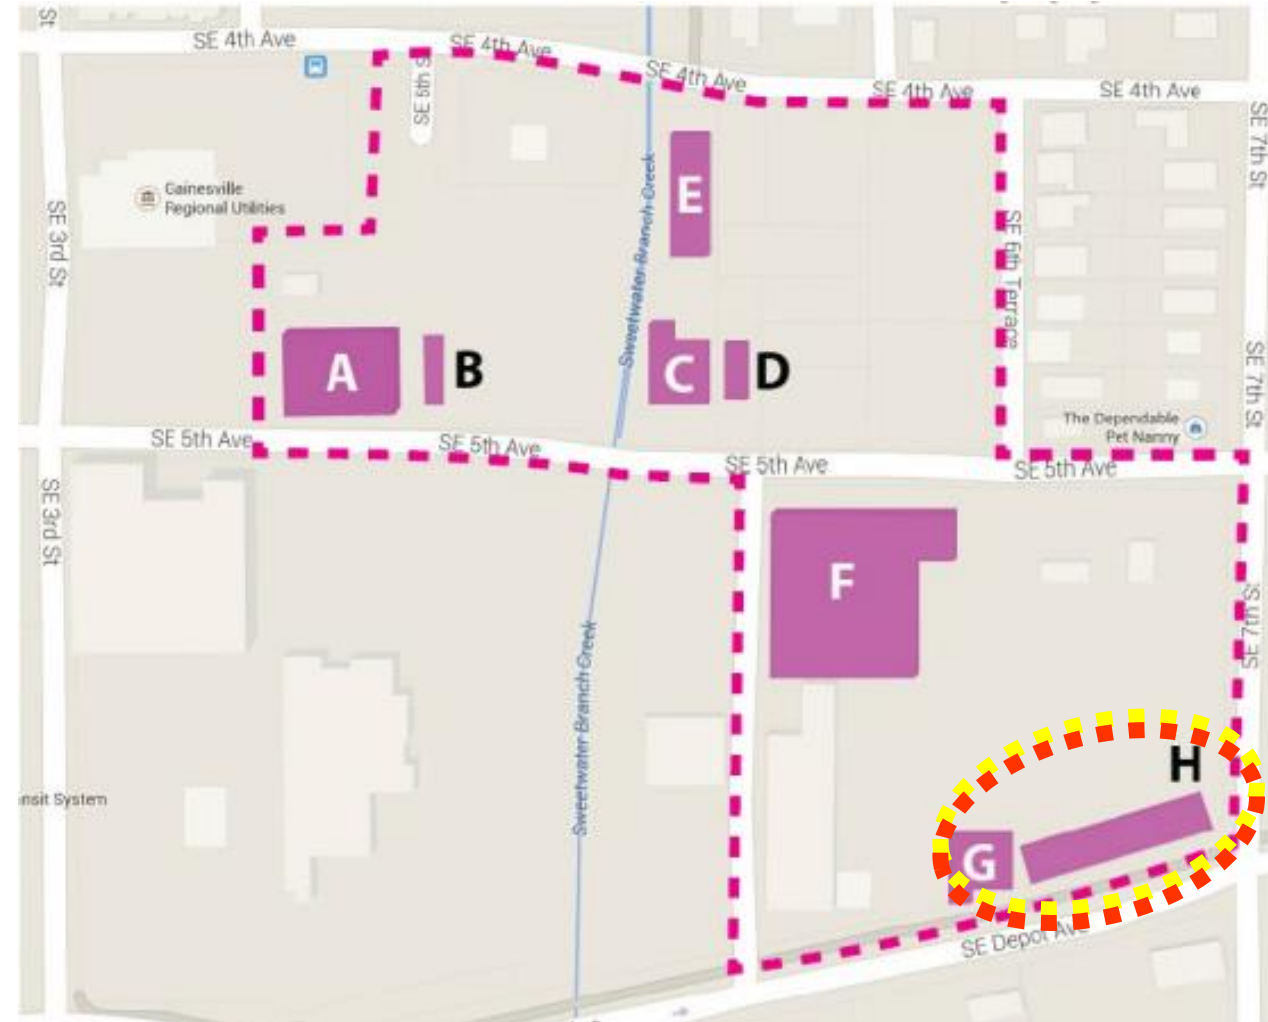 St
SE 4th Ave
SE 4th Ave
SE 4th Ave
SE 4th Ave
SE 4th Ave
SE 5th S
SE 7th St
Gainesville
Regional Utilities
E
Sweetwater Branch Creek
SE 3rd St
SE 6th Terrace
A
B
C
D
SE 7th St
The Dependable
Pet Nanny
SE 5th Ave
SE 5th Ave
SE 5th Ave
SE 5th Ave
SE 3rd St
F
SE 7th S
Sweetwater Branch Creek
H
nsit System
G
SE Depot Ave